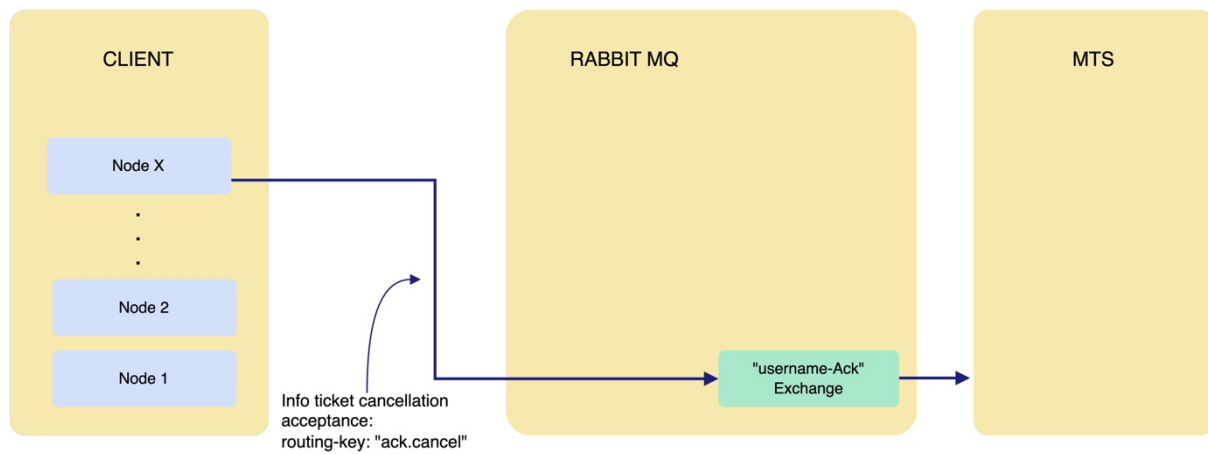 CLIENT
RABBIT MQ
MTS
Node X
Node 2
Node 1
"username-Ack"
Exchange
Info ticket cancellation
acceptance:
routing-key: "ack.cancel"